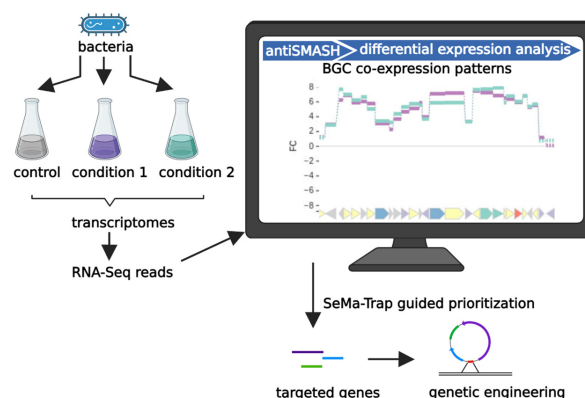 bacteria
control
condition 1
condition 2
transcriptomes
RNA-Seq reads
antiSMASH
differential expression analysis
BGC co-expression patterns
FC
8
6
4
2
0
−2
−4
−6
−8
SeMa-Trap guided prioritization
targeted genes
genetic engineering